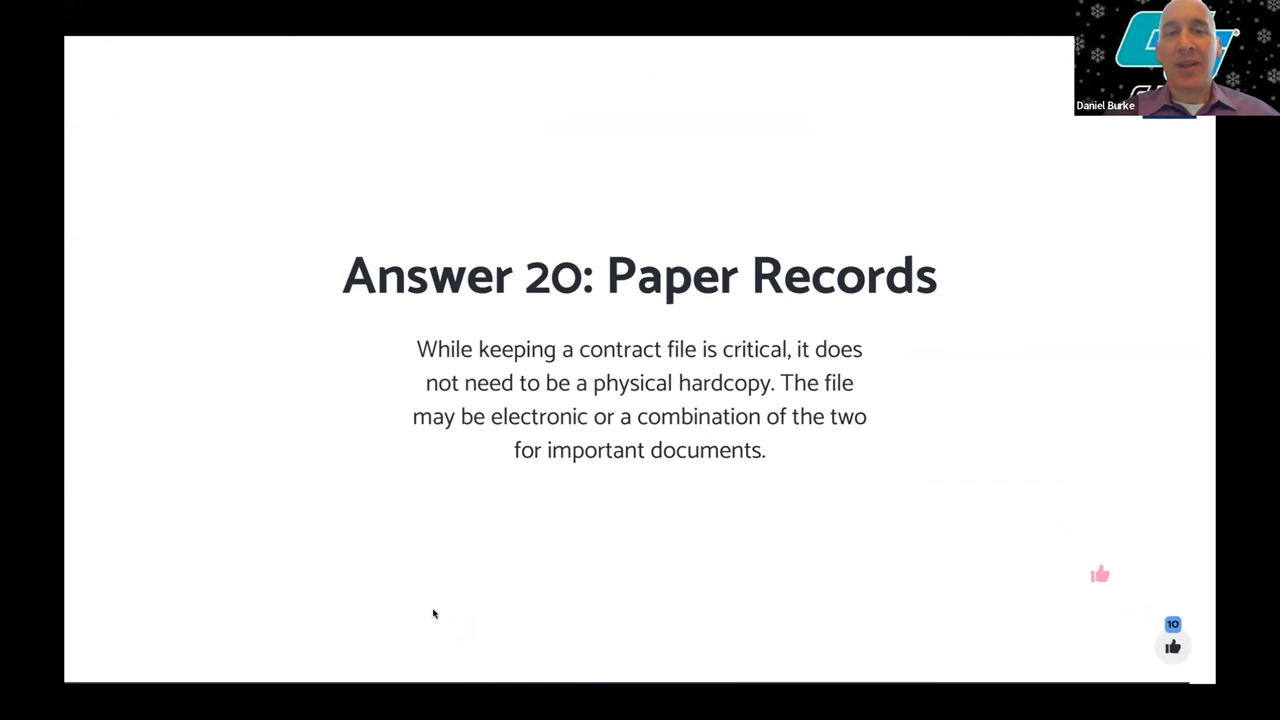 Daniel Burke
Answer 20: Paper Records
While keeping a contract file is critical, it does
not need to be a physical hardcopy. The file
may be electronic or a combination of the two
for important documents.
10